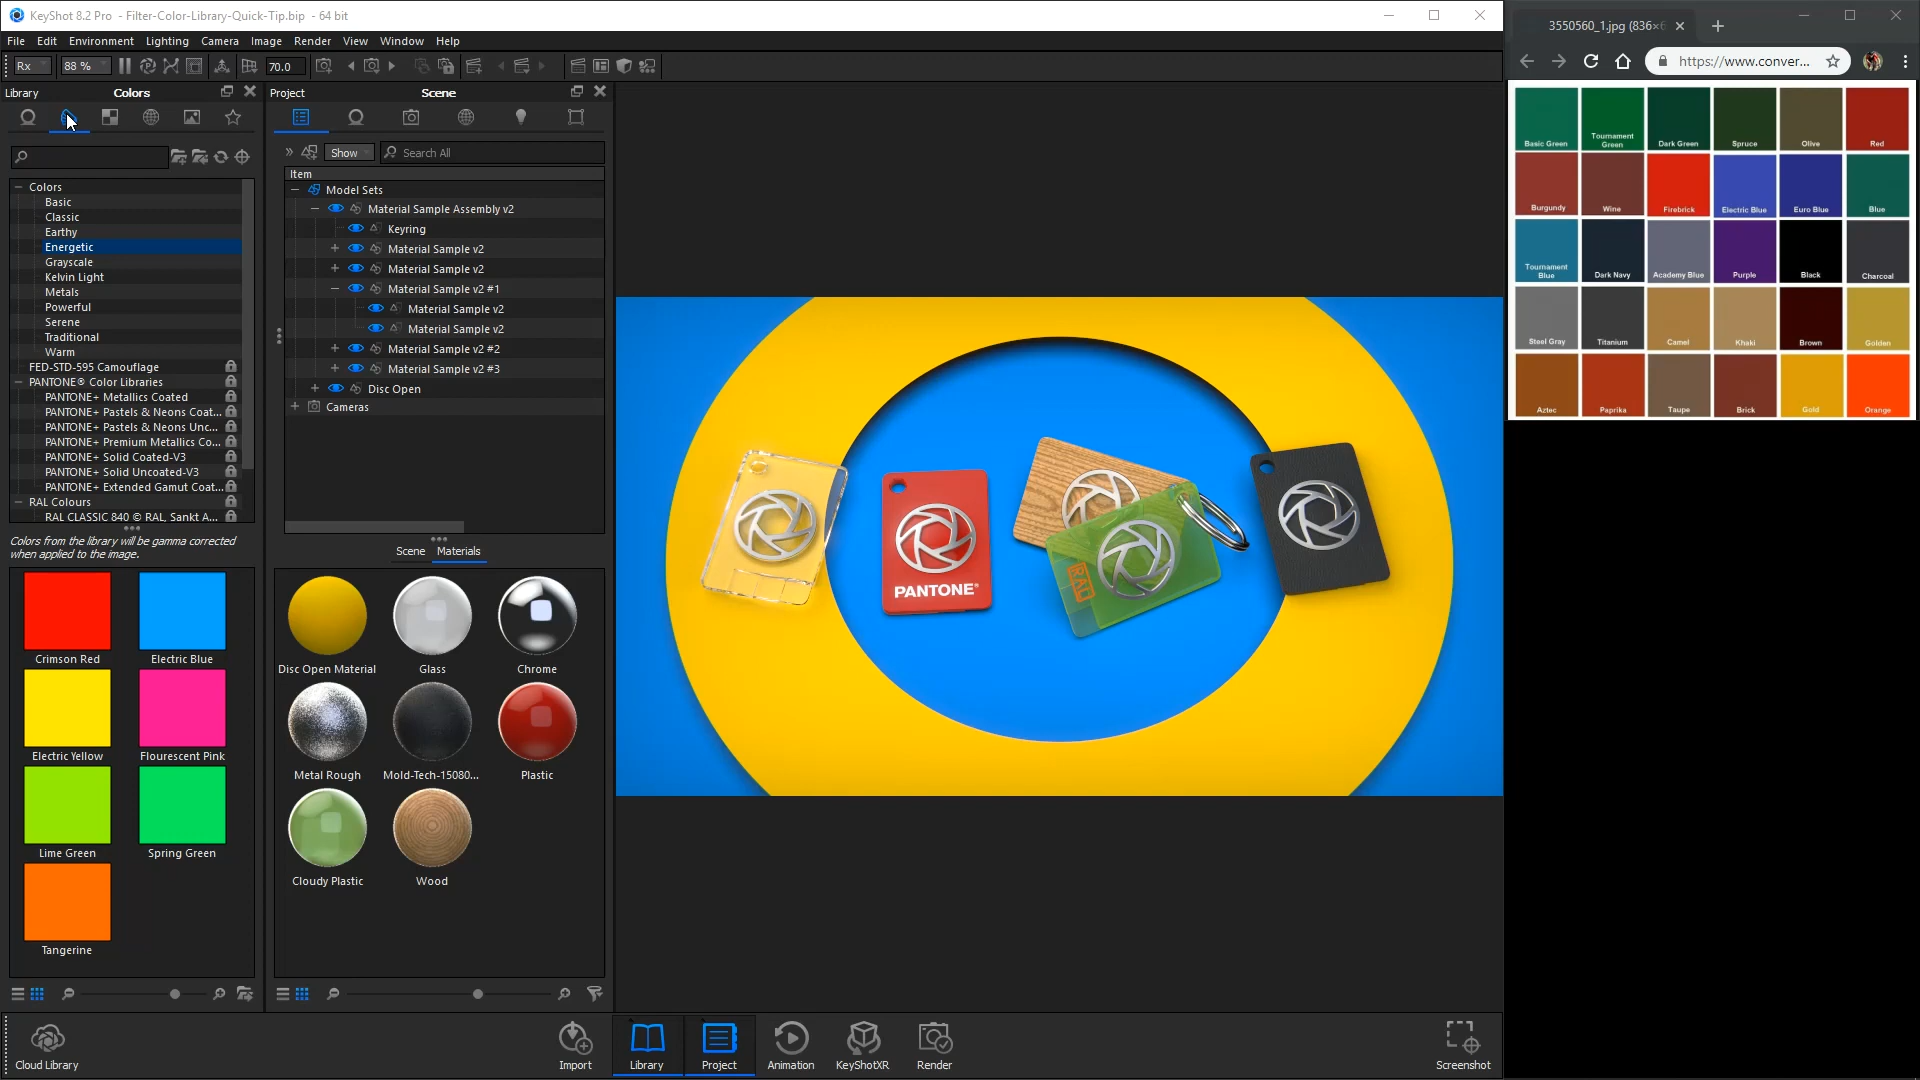 KeyShot 8.2 Pro - Filter-Color-Library-Quick-Tip.bip - 64 bit
File Edit Environment Lighting Camera Image Render View Window Help
Rx 88 % 70.0
Library Colors
Colors
Basic
Classic
Earthy
Energetic
Grayscale
Kelvin Light
Metals
Powerful
Serene
Traditional
Warm
FED-STD-595 Camouflage
PANTONE® Color Libraries
PANTONE+ Metallics Coated
PANTONE+ Pastels & Neons Coat...
PANTONE+ Pastels & Neons Unc...
PANTONE+ Premium Metallics Co...
PANTONE+ Solid Coated-V3
PANTONE+ Solid Uncoated-V3
PANTONE+ Extended Gamut Coat...
RAL Colours
RAL CLASSIC 840 © RAL, Sankt A...
Colors from the library will be gamma corrected
when applied to the image.
Crimson Red Electric Blue
Electric Yellow Flourescent Pink
Lime Green Spring Green
Tangerine
Project Scene
Show Search All
Item
Model Sets
Material Sample Assembly v2
Keyring
Material Sample v2
Material Sample v2
Material Sample v2 #1
Material Sample v2
Material Sample v2
Material Sample v2 #2
Material Sample v2 #3
Disc Open
Cameras
Scene Materials
Disc Open Material Glass Chrome
Metal Rough Mold-Tech-15080... Plastic
Cloudy Plastic Wood
PANTONE®
RAL
Cloud Library Import Library Project Animation KeyShotXR Render Screenshot
3550560_1.jpg (836×6
https://www.conver...
Basic Green Tournament Green Dark Green Spruce Olive Red
Burgundy Wine Firebrick Electric Blue Euro Blue Blue
Tournament Blue Dark Navy Academy Blue Purple Black Charcoal
Steel Gray Titanium Camel Khaki Brown Golden
Aztec Paprika Taupe Brick Gold Orange